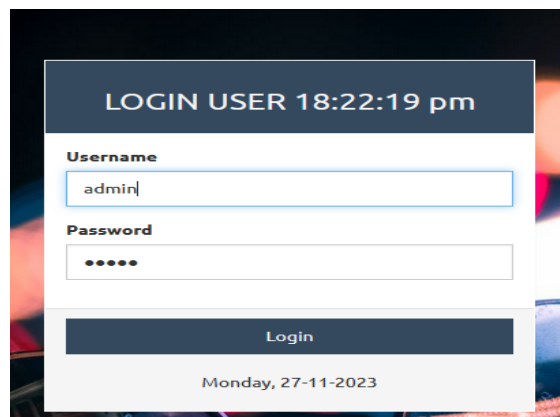 LOGIN USER 18:22:19 pm
Username
admin
Password
•••••
Login
Monday, 27-11-2023